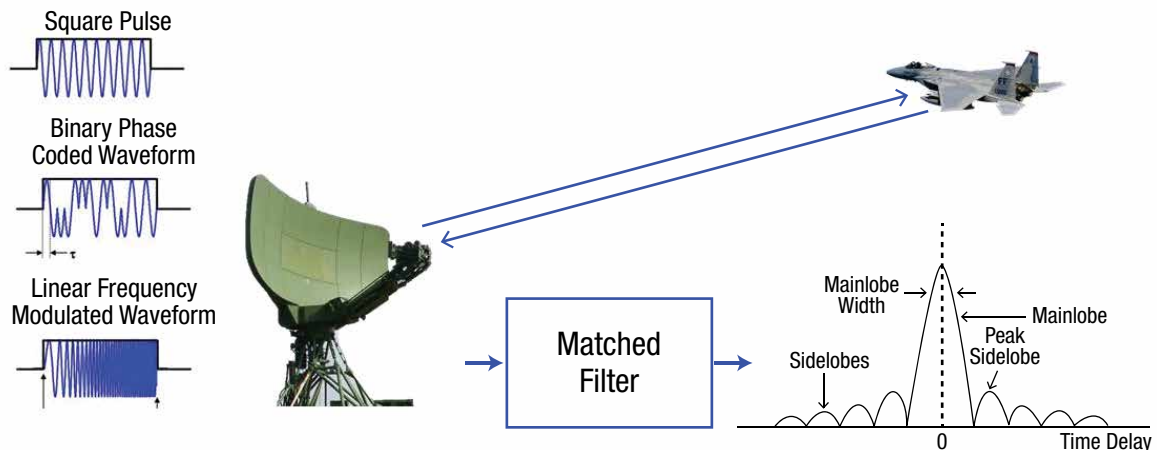 Square Pulse
Binary Phase
Coded Waveform
τ
Linear Frequency
Modulated Waveform
Matched
Filter
Mainlobe
Width
Mainlobe
Peak
Sidelobe
Sidelobes
0
Time Delay
FF